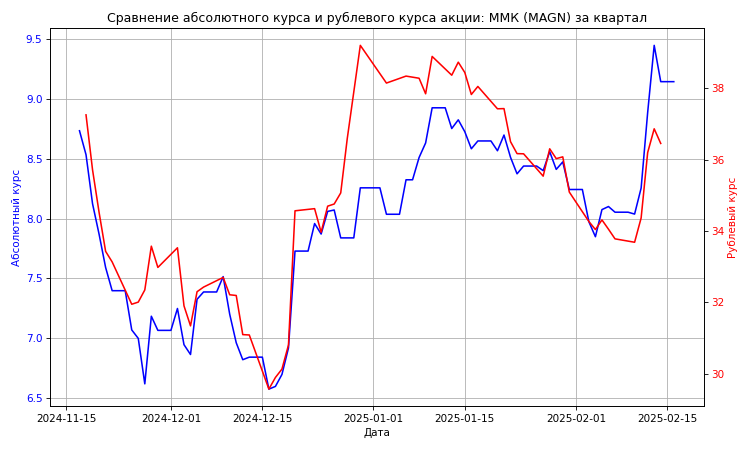 Сравнение абсолютного курса и рублевого курса акции: ММК (MAGN) за квартал
9.5
9.0
8.5
8.0
7.5
7.0
6.5
Абсолютный курс
38
36
34
32
30
Рублевый курс
2024-11-15 2024-12-01 2024-12-15 2025-01-01 2025-01-15 2025-02-01 2025-02-15
Дата